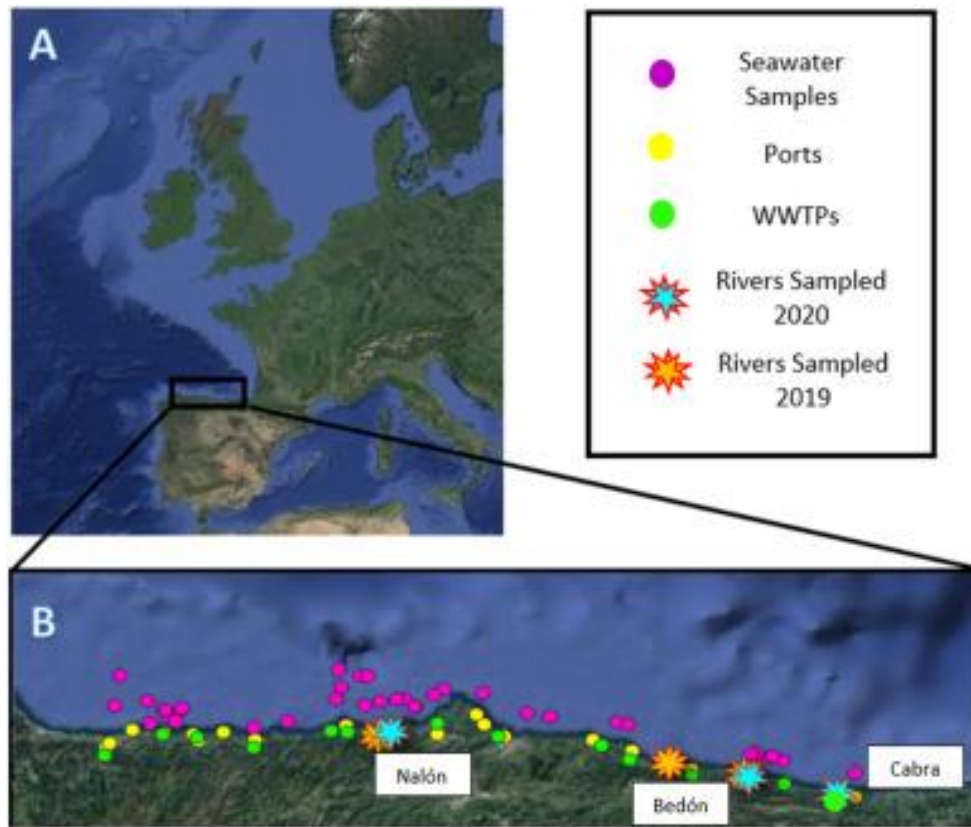 A
Seawater
Samples
Ports
WWTPs
Rivers Sampled
2020
Rivers Sampled
2019
B
Nalón
Bedón
Cabra